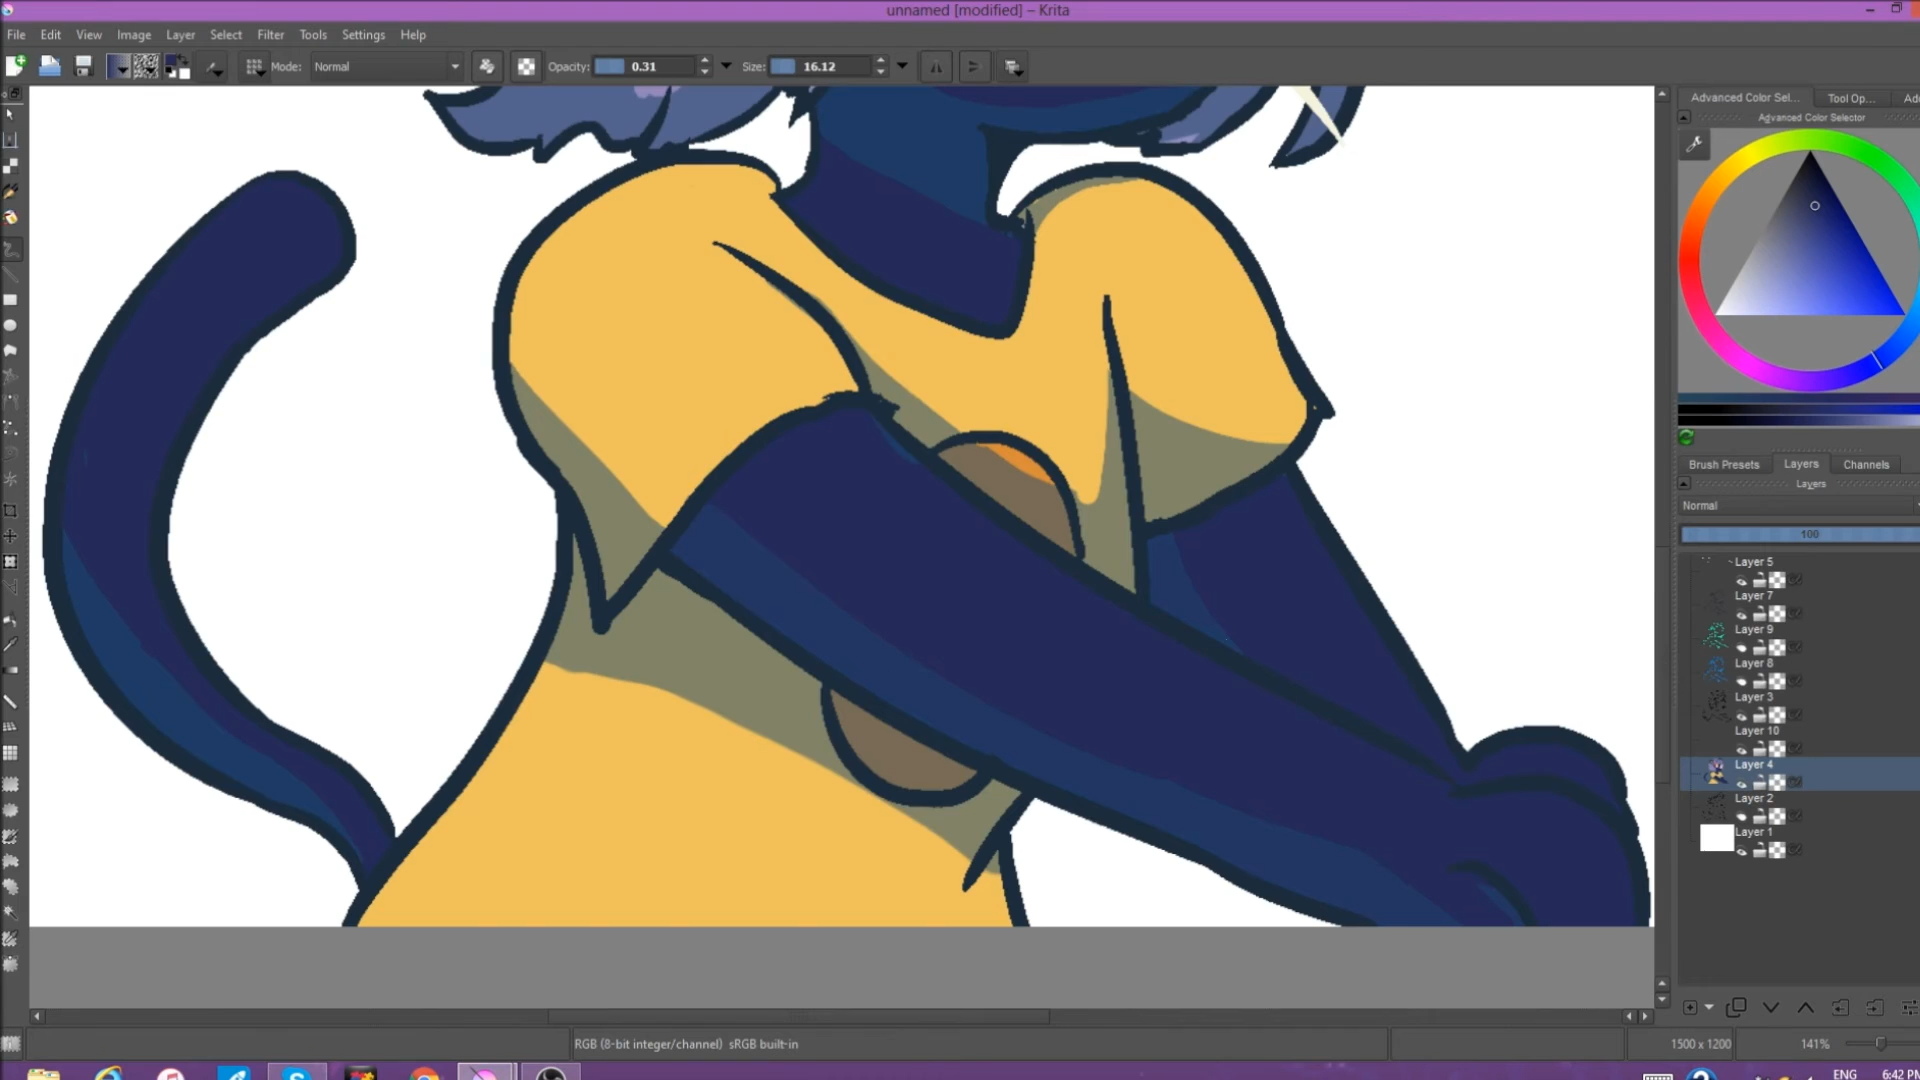 unnamed [modified] – Krita
File Edit View Image Layer Select Filter Tools Settings Help
Mode: Normal Opacity: 0.31 Size: 16.12
Advanced Color Sel... Tool Op... Ad
Advanced Color Selector
Brush Presets Layers Channels
Layers
Normal
100
Layer 5
Layer 7
Layer 9
Layer 8
Layer 3
Layer 10
Layer 4
Layer 2
Layer 1
RGB (8-bit integer/channel) sRGB built-in 1500 x 1200 141%
ENG 6:42 PM